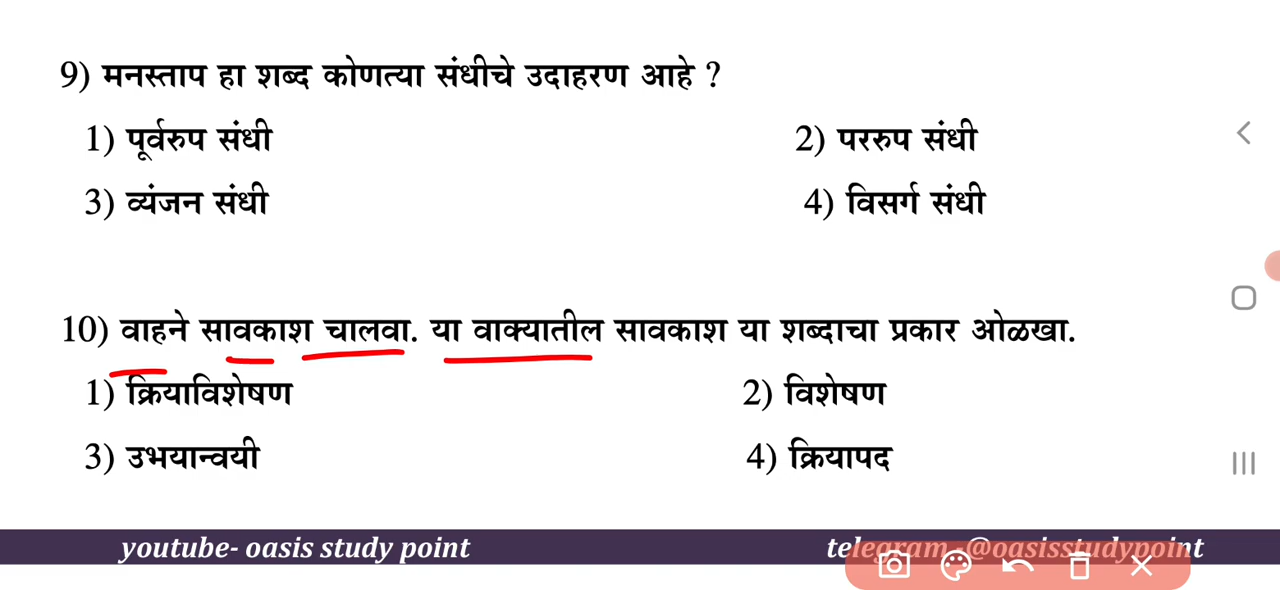 9) मनस्ताप हा शब्द कोणत्या संधीचे उदाहरण आहे ?
1) पूर्वरुप संधी 2) पररुप संधी
3) व्यंजन संधी 4) विसर्ग संधी
10) वाहने सावकाश चालवा. या वाक्यातील सावकाश या शब्दाचा प्रकार ओळखा.
1) क्रियाविशेषण 2) विशेषण
3) उभयान्वयी 4) क्रियापद
youtube- oasis study point telegram- @oasisstudypoint